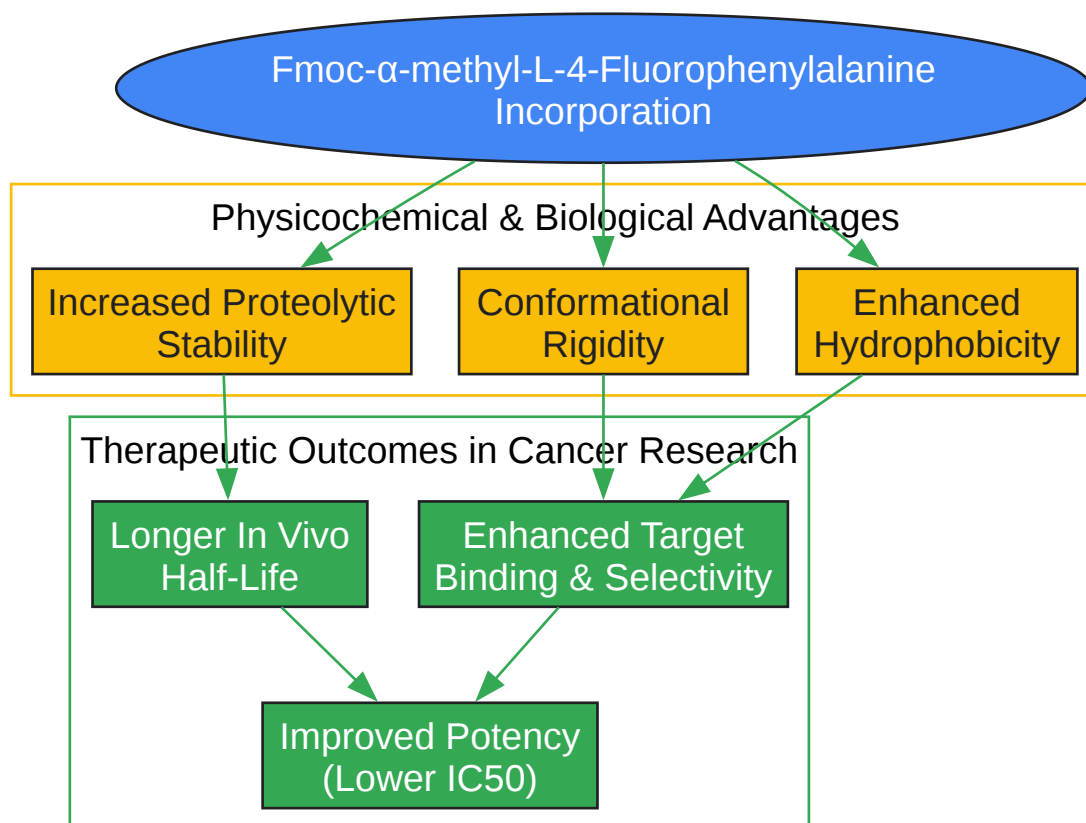 Fmoc-α-methyl-L-4-Fluorophenylalanine
Incorporation
Physicochemical & Biological Advantages
Increased Proteolytic
Stability
Conformational
Rigidity
Enhanced
Hydrophobicity
Therapeutic Outcomes in Cancer Research
Longer In Vivo
Half-Life
Enhanced Target
Binding & Selectivity
Improved Potency
(Lower IC50)